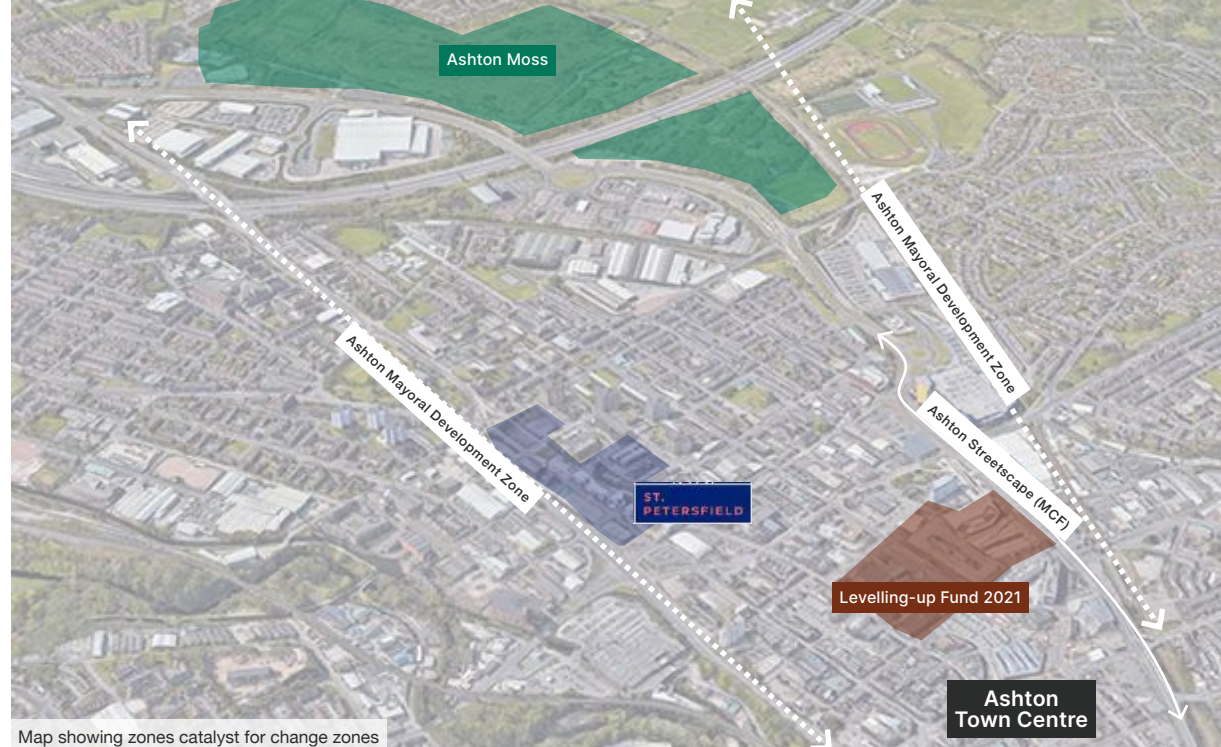 Ashton Moss
Ashton Mayoral Development Zone
Ashton Mayoral Development Zone
Ashton Streetscape (MCF)
ST.
PETERSFIELD
Levelling-up Fund 2021
Ashton
Town Centre
Map showing zones catalyst for change zones